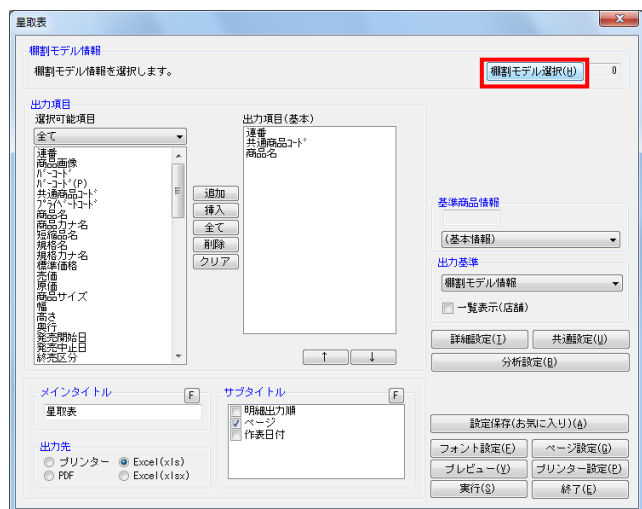 星取表
棚割モデル情報
棚割モデル情報を選択します。
棚割モデル選択(H)
0
出力項目
選択可能項目
全て
連番
商品画像
バーコード
バーコード(P)
共通商品コード
プライベートコード
商品名
商品カナ名
短縮品名
規格名
規格カナ名
標準価格
売価
原価
商品サイズ
幅
高さ
奥行
発売開始日
発売中止日
終売区分
追加
挿入
全て
削除
クリア
出力項目(基本)
連番
共通商品コード
商品名
↑
↓
基準商品情報
(基本情報)
出力基準
棚割モデル情報
一覧表示(店舗)
詳細設定(I)
共通設定(U)
分析設定(B)
メインタイトル
F
星取表
出力先
プリンター
Excel(xls)
PDF
Excel(xlsx)
サブタイトル
F
明細出力順
ページ
作表日付
設定保存(お気に入り)(A)
フォント設定(F)
ページ設定(G)
プレビュー(V)
プリンター設定(P)
実行(S)
終了(E)